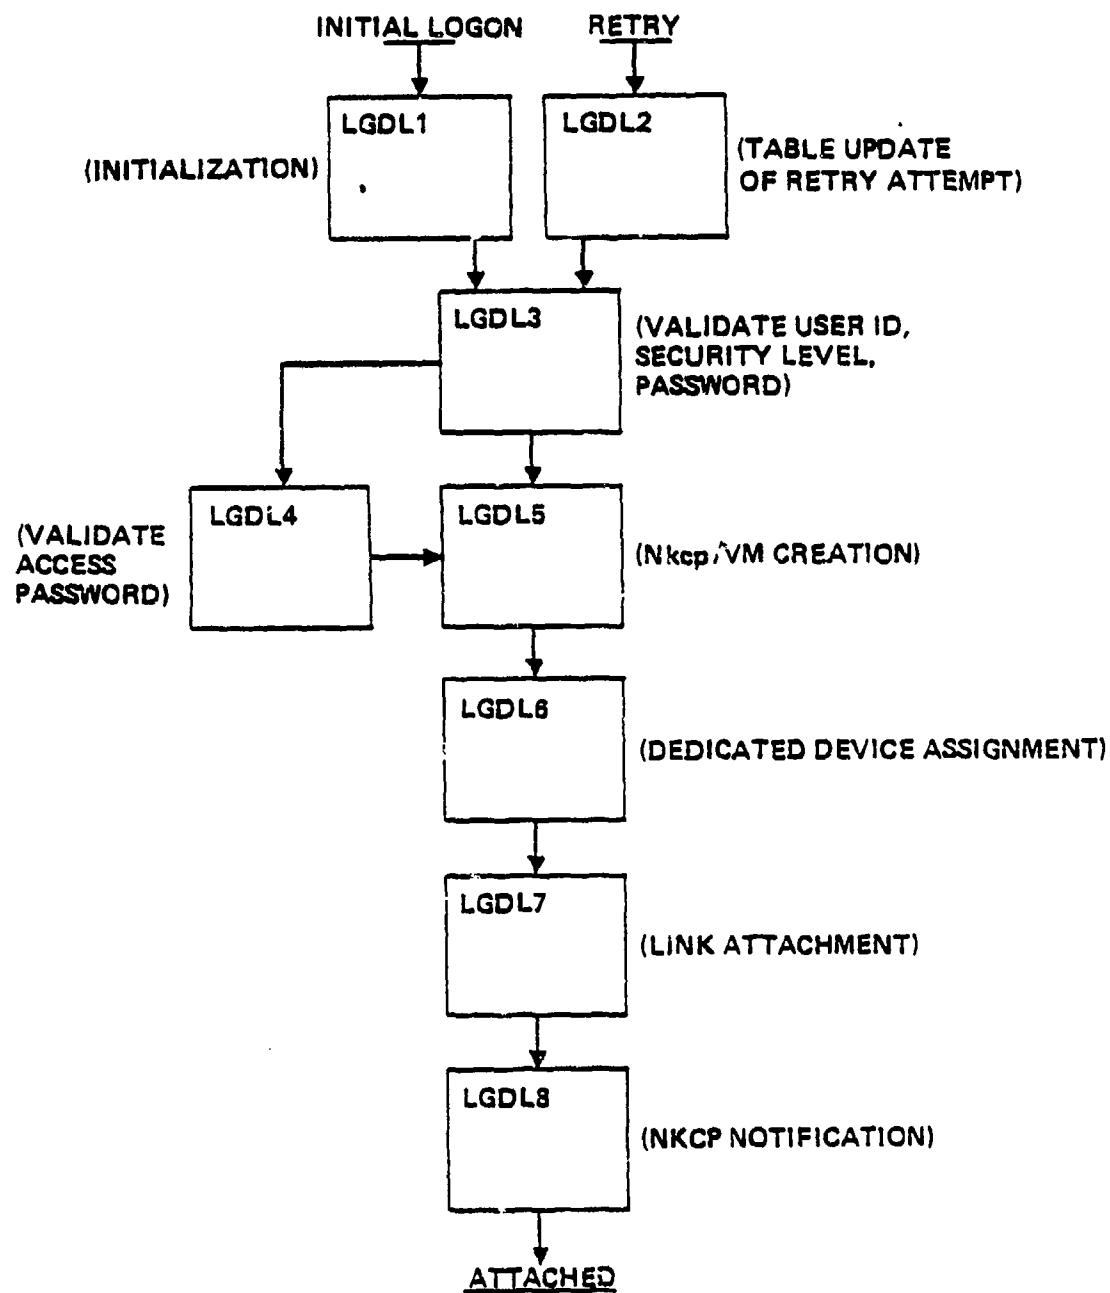 INITIAL LOGON
RETRY
LGDL1
LGDL2
(INITIALIZATION)
(TABLE UPDATE
OF RETRY ATTEMPT)
LGDL3
(VALIDATE USER ID,
SECURITY LEVEL,
PASSWORD)
LGDL4
(VALIDATE
ACCESS
PASSWORD)
LGDL5
(Nkcp/VM CREATION)
LGDL6
(DEDICATED DEVICE ASSIGNMENT)
LGDL7
(LINK ATTACHMENT)
LGDL8
(NKCP NOTIFICATION)
ATTACHED